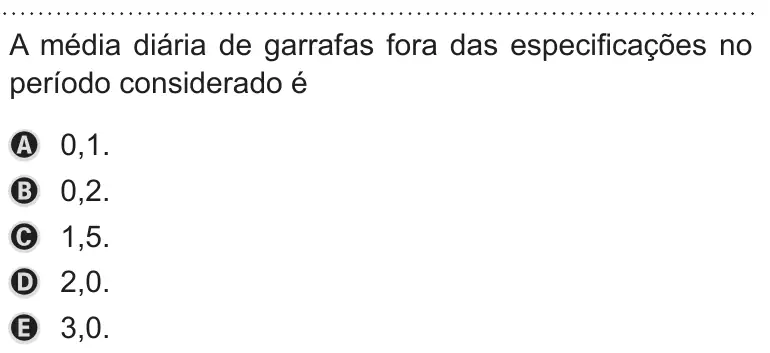 A média diária de garrafas fora das especificações no
período considerado é
A 0,1.
B 0,2.
C 1,5.
D 2,0.
E 3,0.